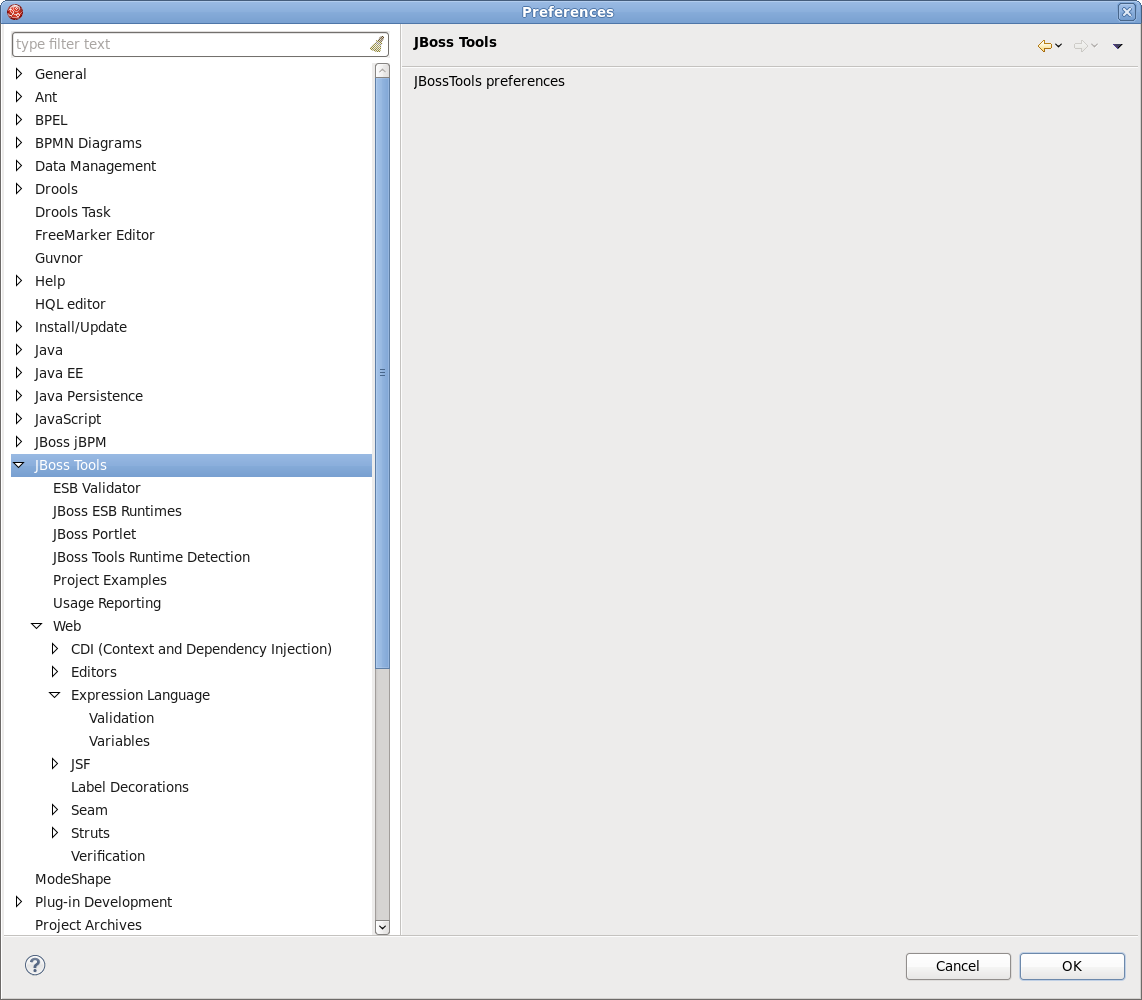 Preferences
type filter text
General
Ant
BPEL
BPMN Diagrams
Data Management
Drools
Drools Task
FreeMarker Editor
Guvnor
Help
HQL editor
Install/Update
Java
Java EE
Java Persistence
JavaScript
JBoss jBPM
JBoss Tools
ESB Validator
JBoss ESB Runtimes
JBoss Portlet
JBoss Tools Runtime Detection
Project Examples
Usage Reporting
Web
CDI (Context and Dependency Injection)
Editors
Expression Language
Validation
Variables
JSF
Label Decorations
Seam
Struts
Verification
ModeShape
Plug-in Development
Project Archives
JBoss Tools
JBossTools preferences
?
Cancel
OK